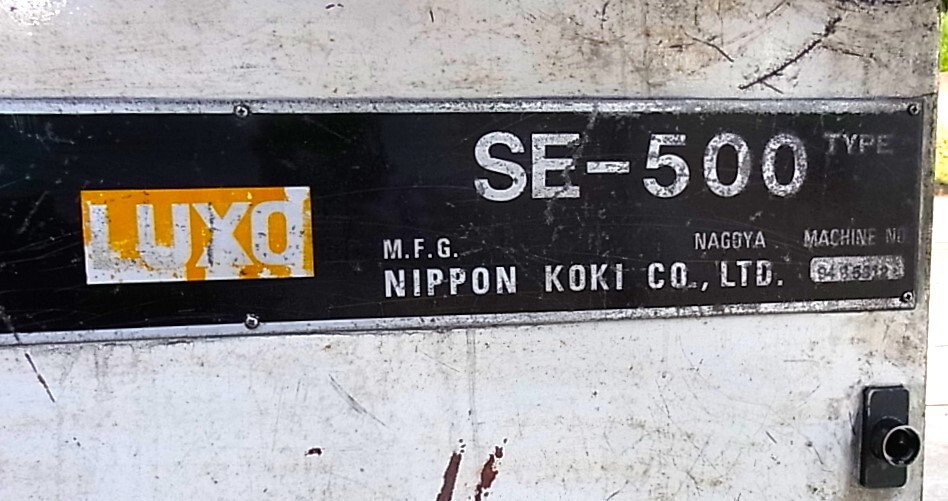 SE-500 TYPE
LUXO
M.F.G. NAGOYA MACHINE NO
NIPPON KOKI CO., LTD.